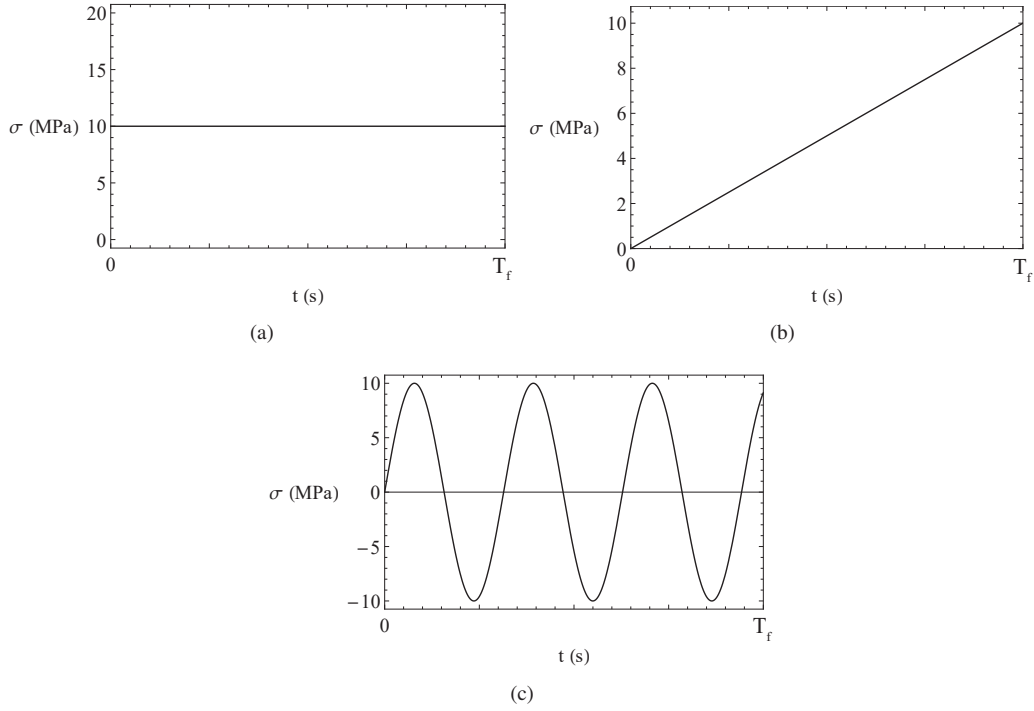 20
15
σ (MPa) 10
5
0
0 T_f
t (s)
(a)
10
8
6
σ (MPa)
4
2
0
0 T_f
t (s)
(b)
10
5
σ (MPa) 0
−5
−10
0 T_f
t (s)
(c)